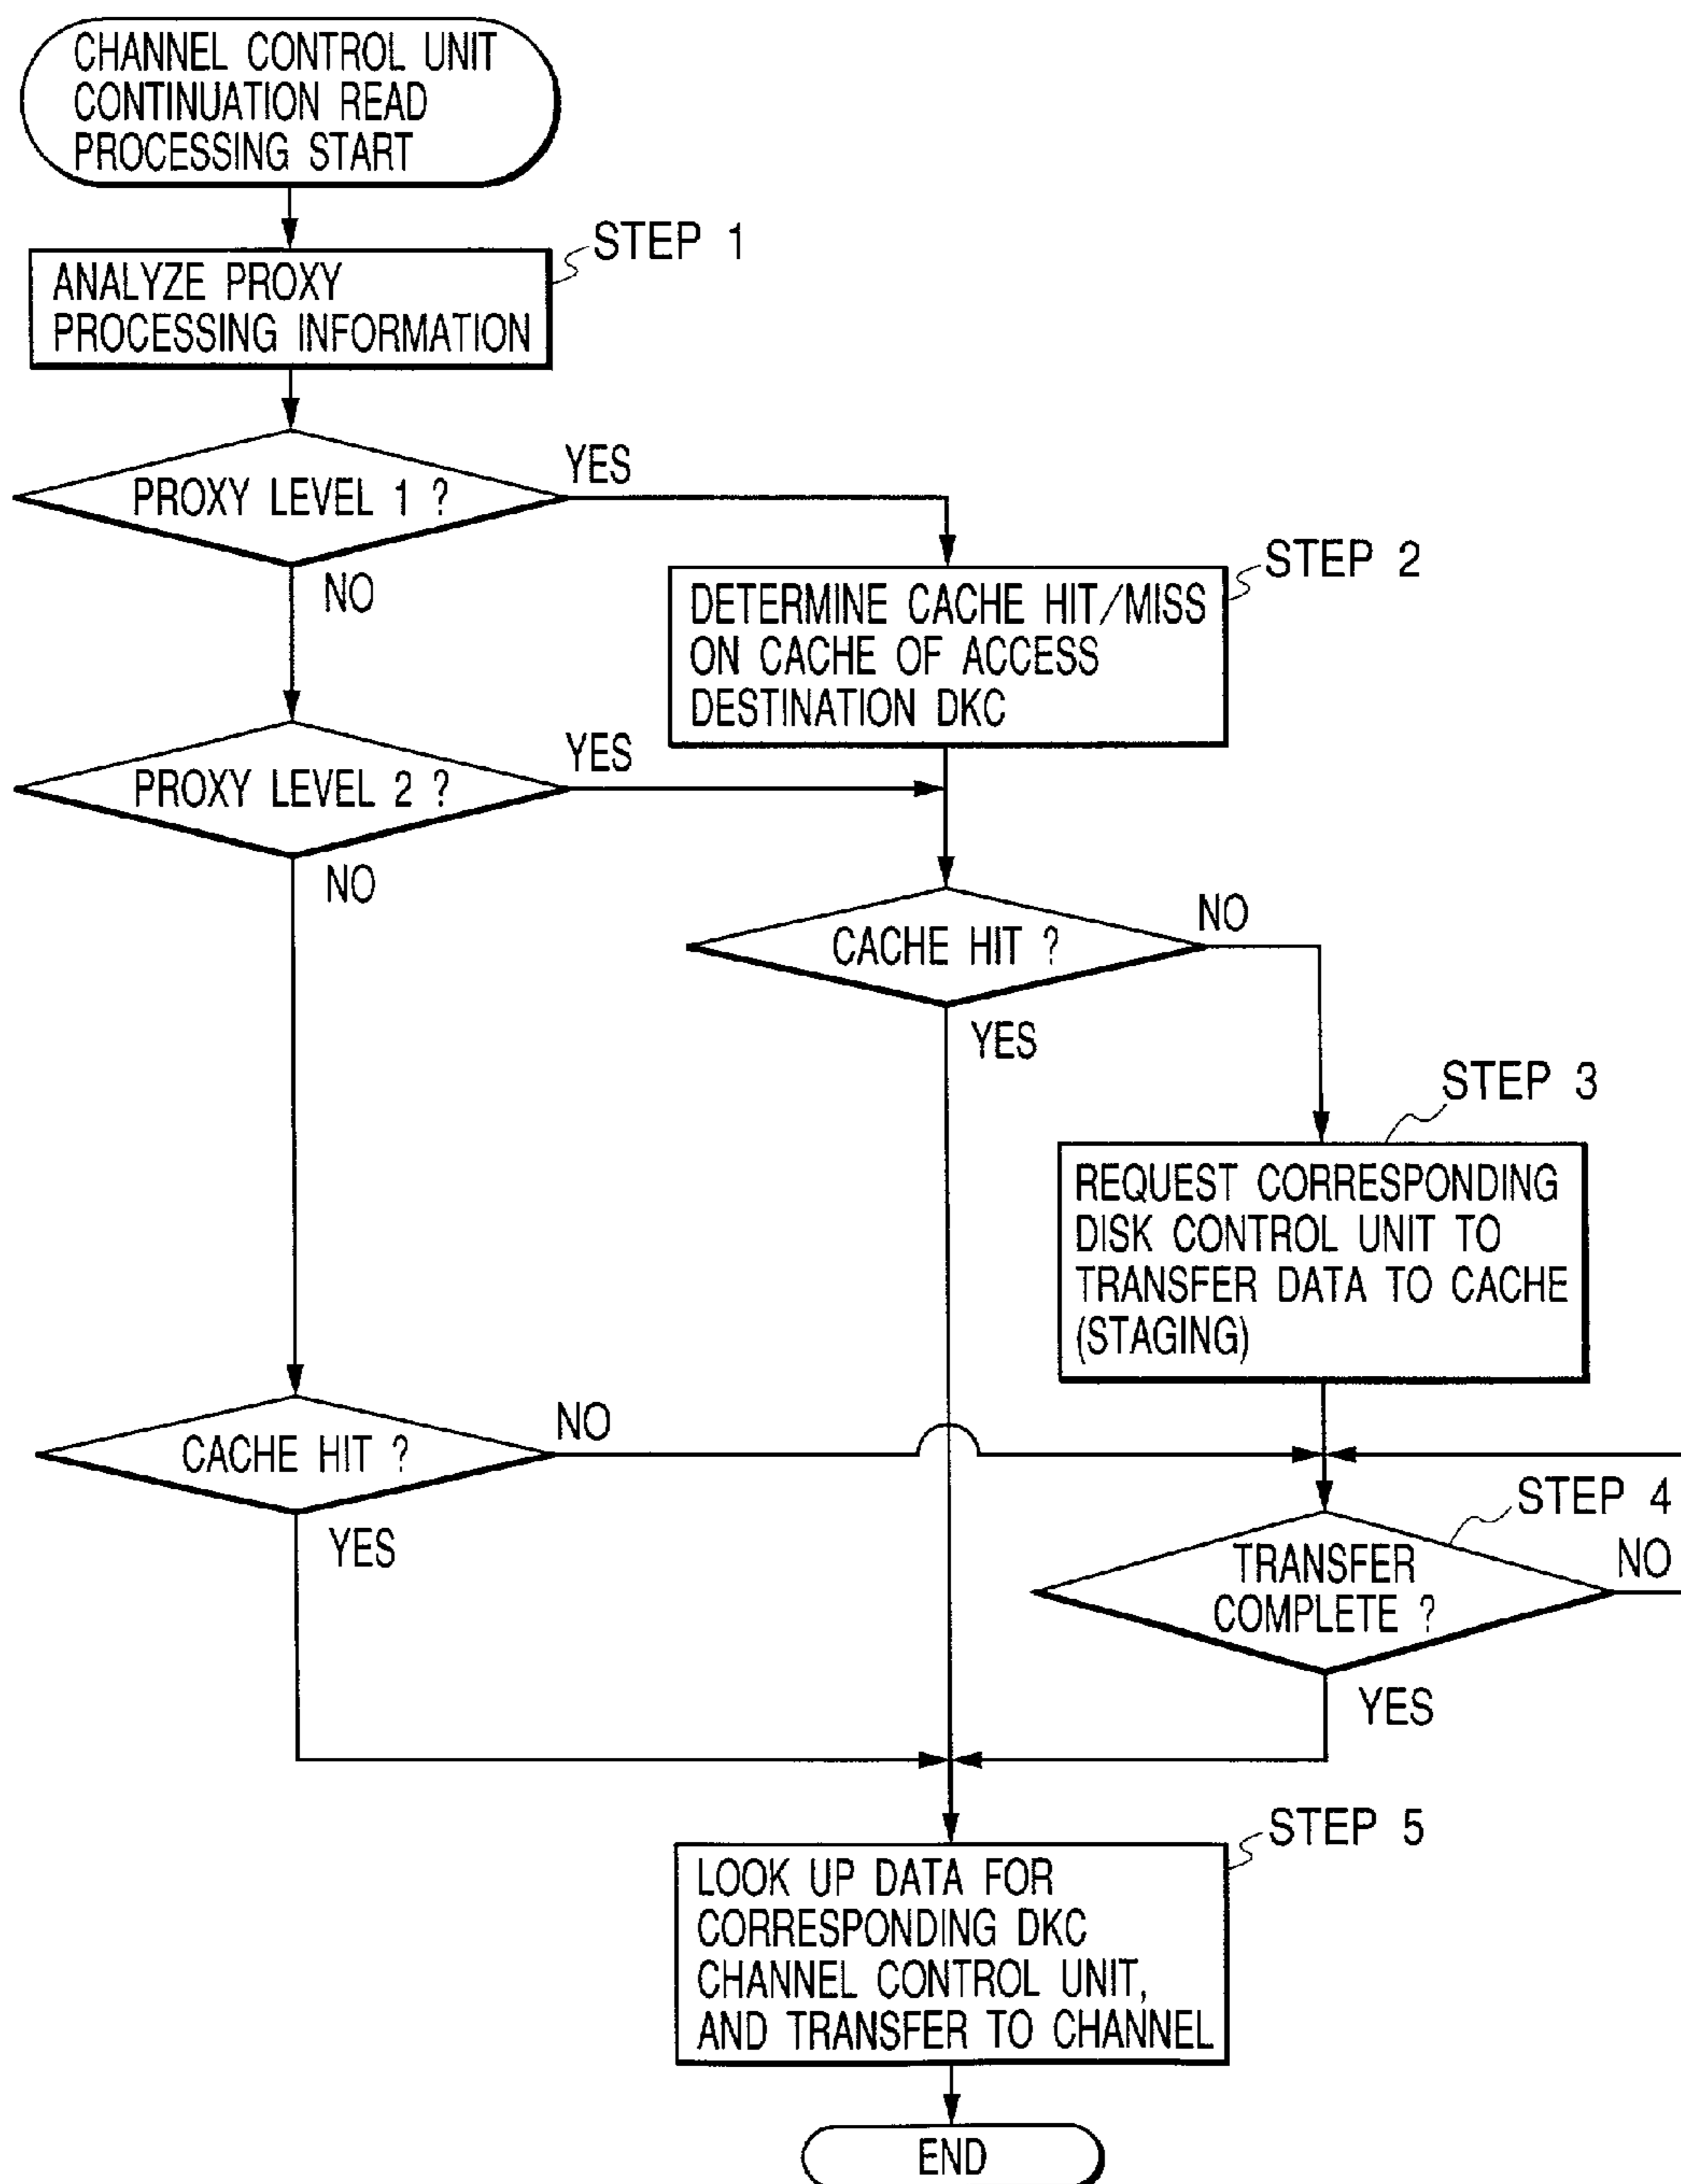 CHANNEL CONTROL UNIT
CONTINUATION READ
PROCESSING START
STEP 1
ANALYZE PROXY
PROCESSING INFORMATION
YES
PROXY LEVEL 1 ?
NO
STEP 2
DETERMINE CACHE HIT/MISS
ON CACHE OF ACCESS
DESTINATION DKC
YES
PROXY LEVEL 2 ?
NO
NO
CACHE HIT ?
YES
STEP 3
REQUEST CORRESPONDING
DISK CONTROL UNIT TO
TRANSFER DATA TO CACHE
(STAGING)
NO
CACHE HIT ?
YES
STEP 4
TRANSFER
COMPLETE ?
NO
YES
STEP 5
LOOK UP DATA FOR
CORRESPONDING DKC
CHANNEL CONTROL UNIT,
AND TRANSFER TO CHANNEL
END